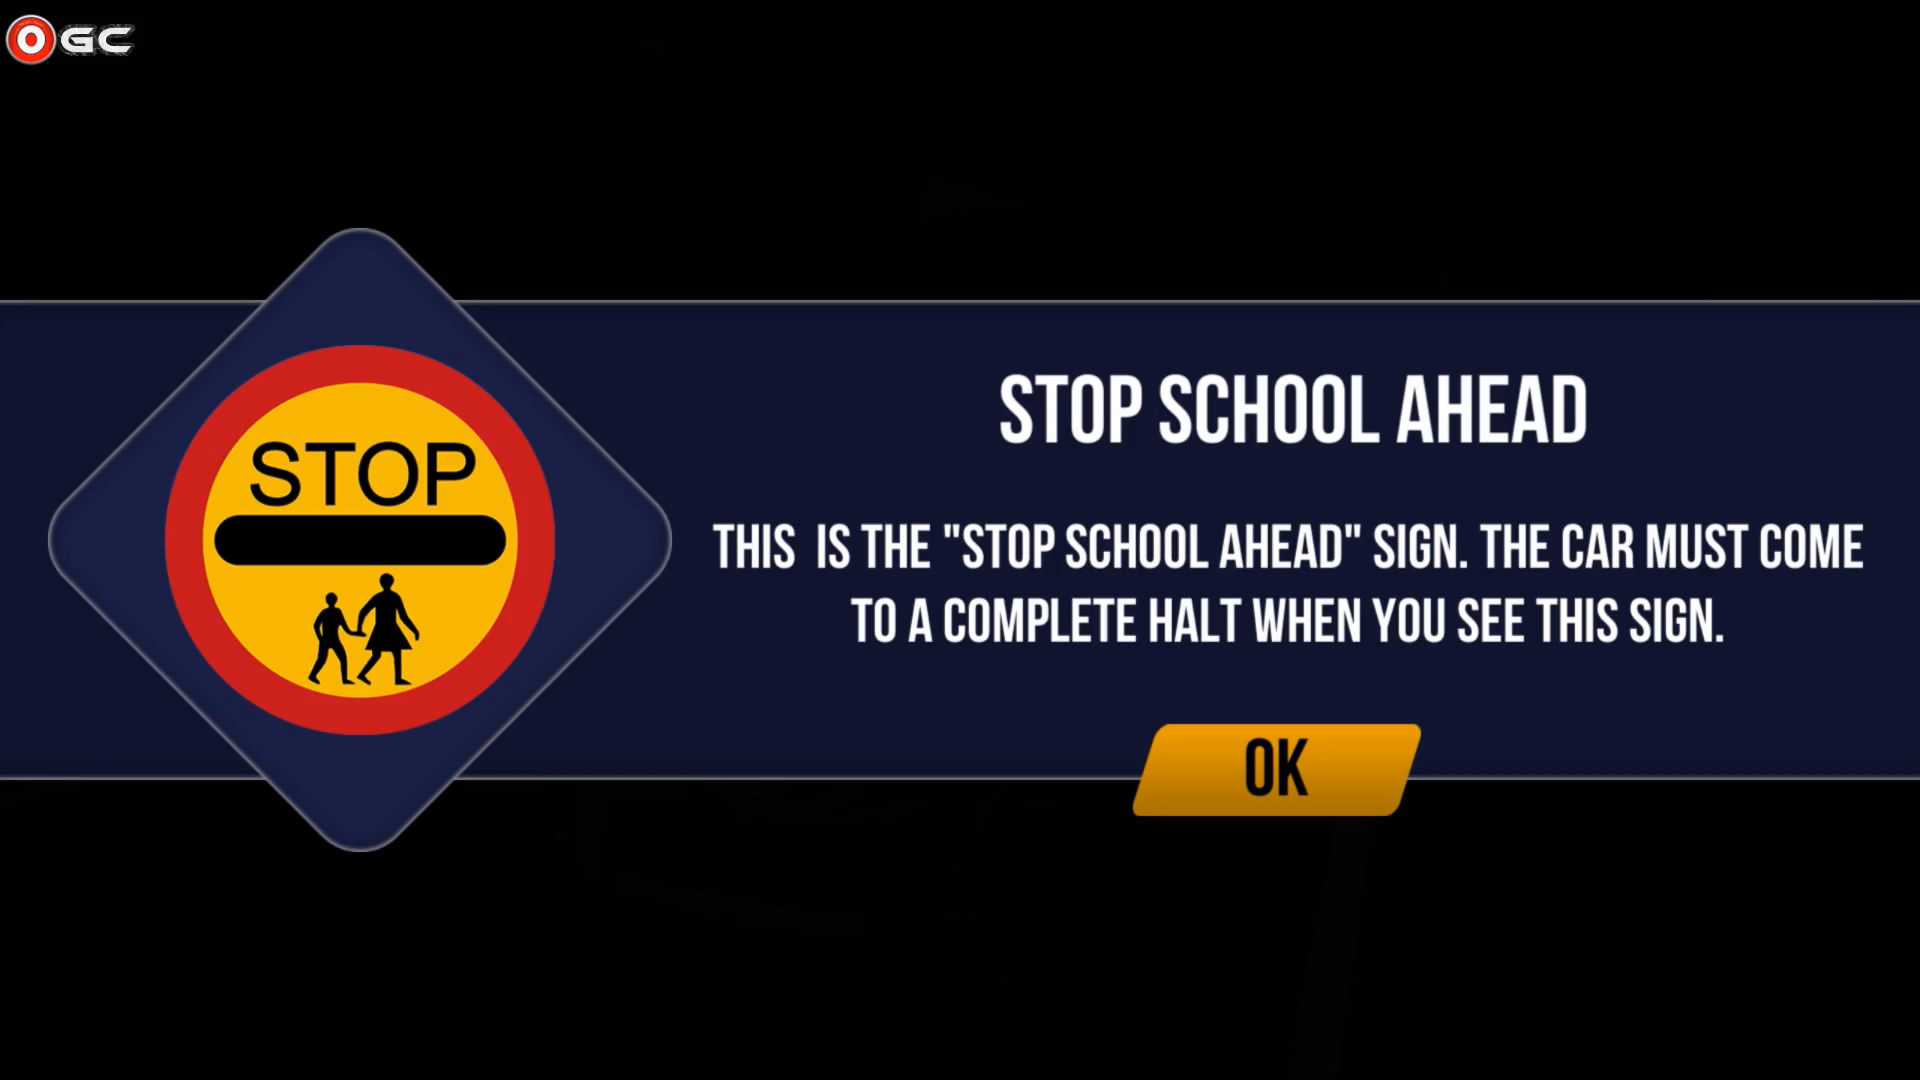 OGC
STOP
STOP SCHOOL AHEAD
THIS  IS THE "STOP SCHOOL AHEAD" SIGN. THE CAR MUST COME
TO A COMPLETE HALT WHEN YOU SEE THIS SIGN.
OK